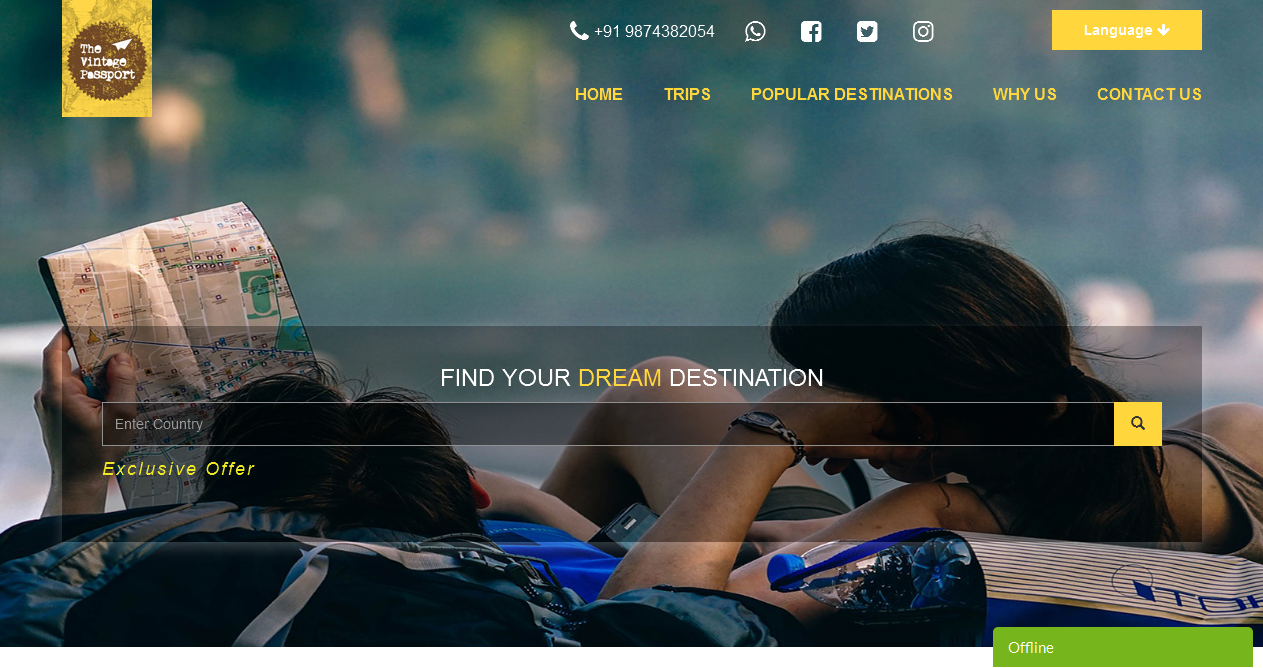 The
Vintage
Passport
+91 9874382054
Language
HOME TRIPS POPULAR DESTINATIONS WHY US CONTACT US
FIND YOUR DREAM DESTINATION
Enter Country
Exclusive Offer
Offline